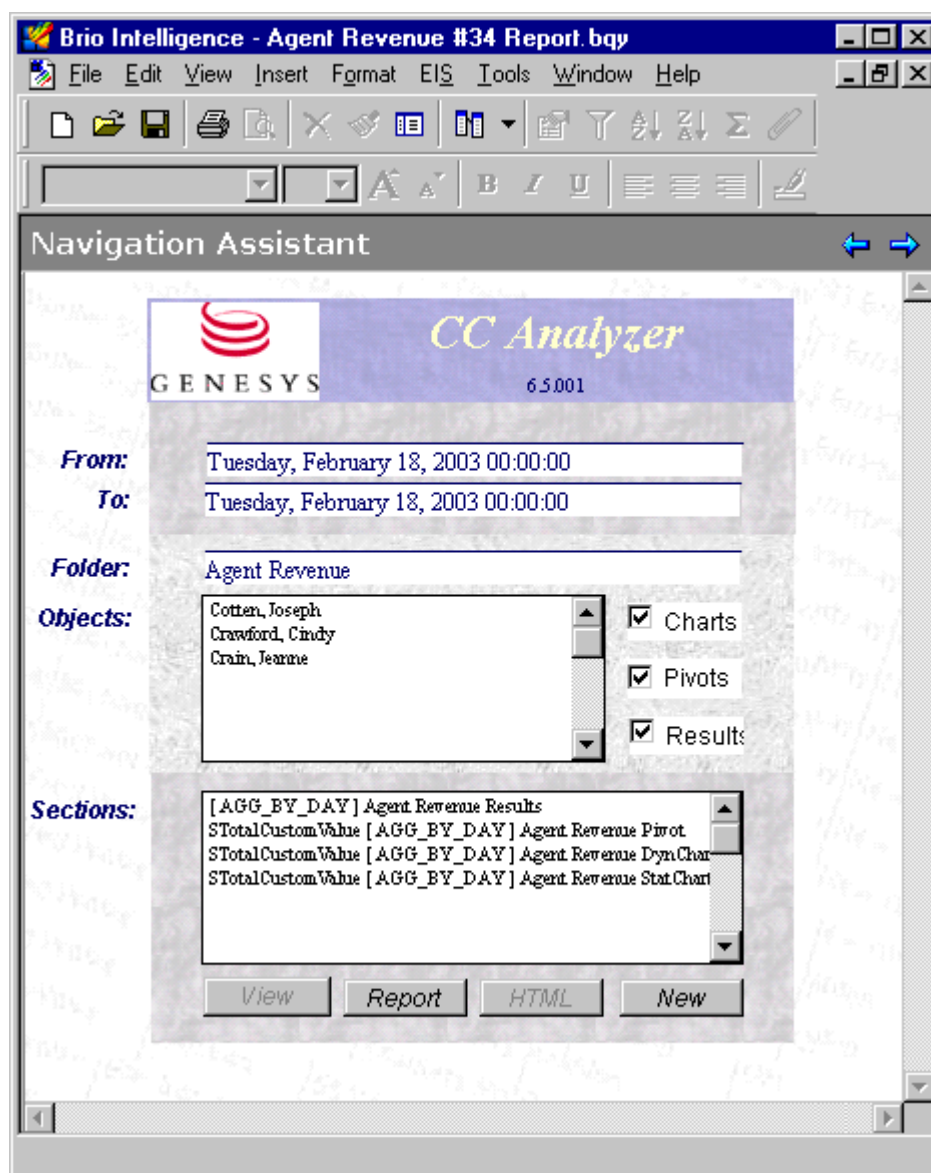 Brio Intelligence - Agent Revenue #34 Report.bqy
File Edit View Insert Format EIS Tools Window Help
B I U
Navigation Assistant
GENESYS
CC Analyzer
6.5.001
From: Tuesday, February 18, 2003 00:00:00
To: Tuesday, February 18, 2003 00:00:00
Folder: Agent Revenue
Objects: Cotten, Joseph
Crawford, Cindy
Crain, Jeanne
Charts
Pivots
Results
Sections: [ AGG_BY_DAY ] Agent Revenue Results
STotalCustomValue [ AGG_BY_DAY ] Agent Revenue Pivot
STotalCustomValue [ AGG_BY_DAY ] Agent Revenue DynChar
STotalCustomValue [ AGG_BY_DAY ] Agent Revenue StatChart
View Report HTML New